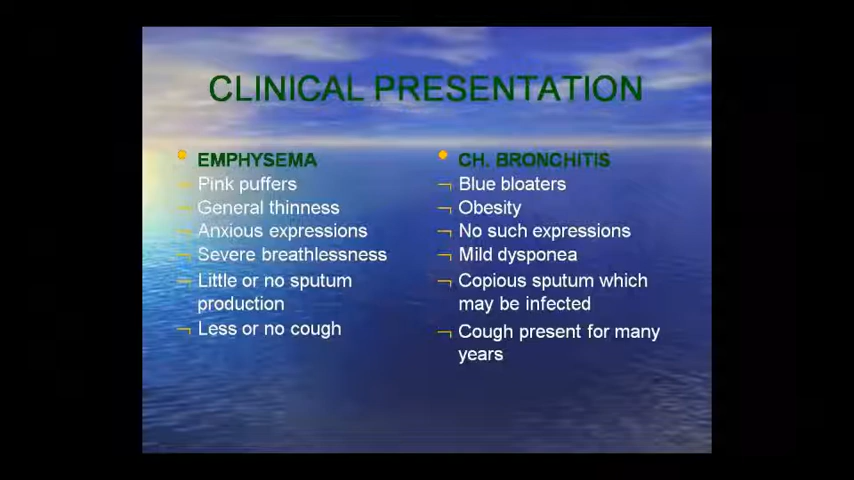 CLINICAL PRESENTATION
EMPHYSEMA
Pink puffers
General thinness
Anxious expressions
Severe breathlessness
Little or no sputum
production
Less or no cough
CH. BRONCHITIS
Blue bloaters
Obesity
No such expressions
Mild dysponea
Copious sputum which
may be infected
Cough present for many
years